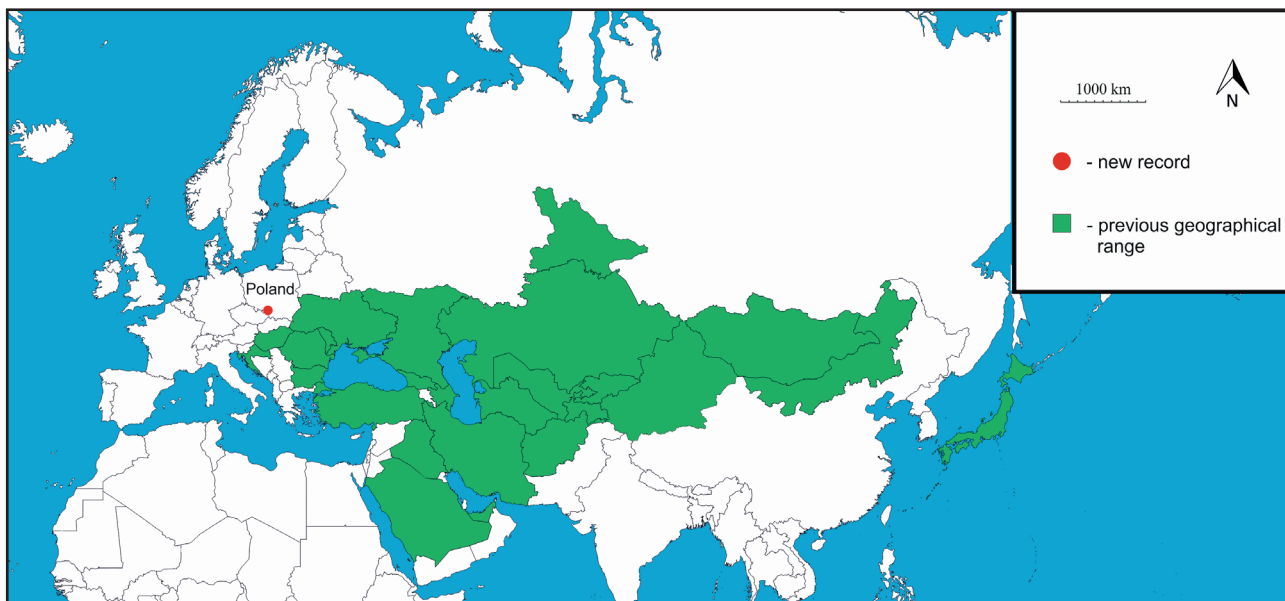 Poland
1000 km
N
- new record
- previous geographical
range